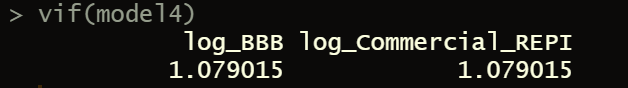 > vif(model4)
log_BBB log_Commercial_REPI
1.079015 1.079015